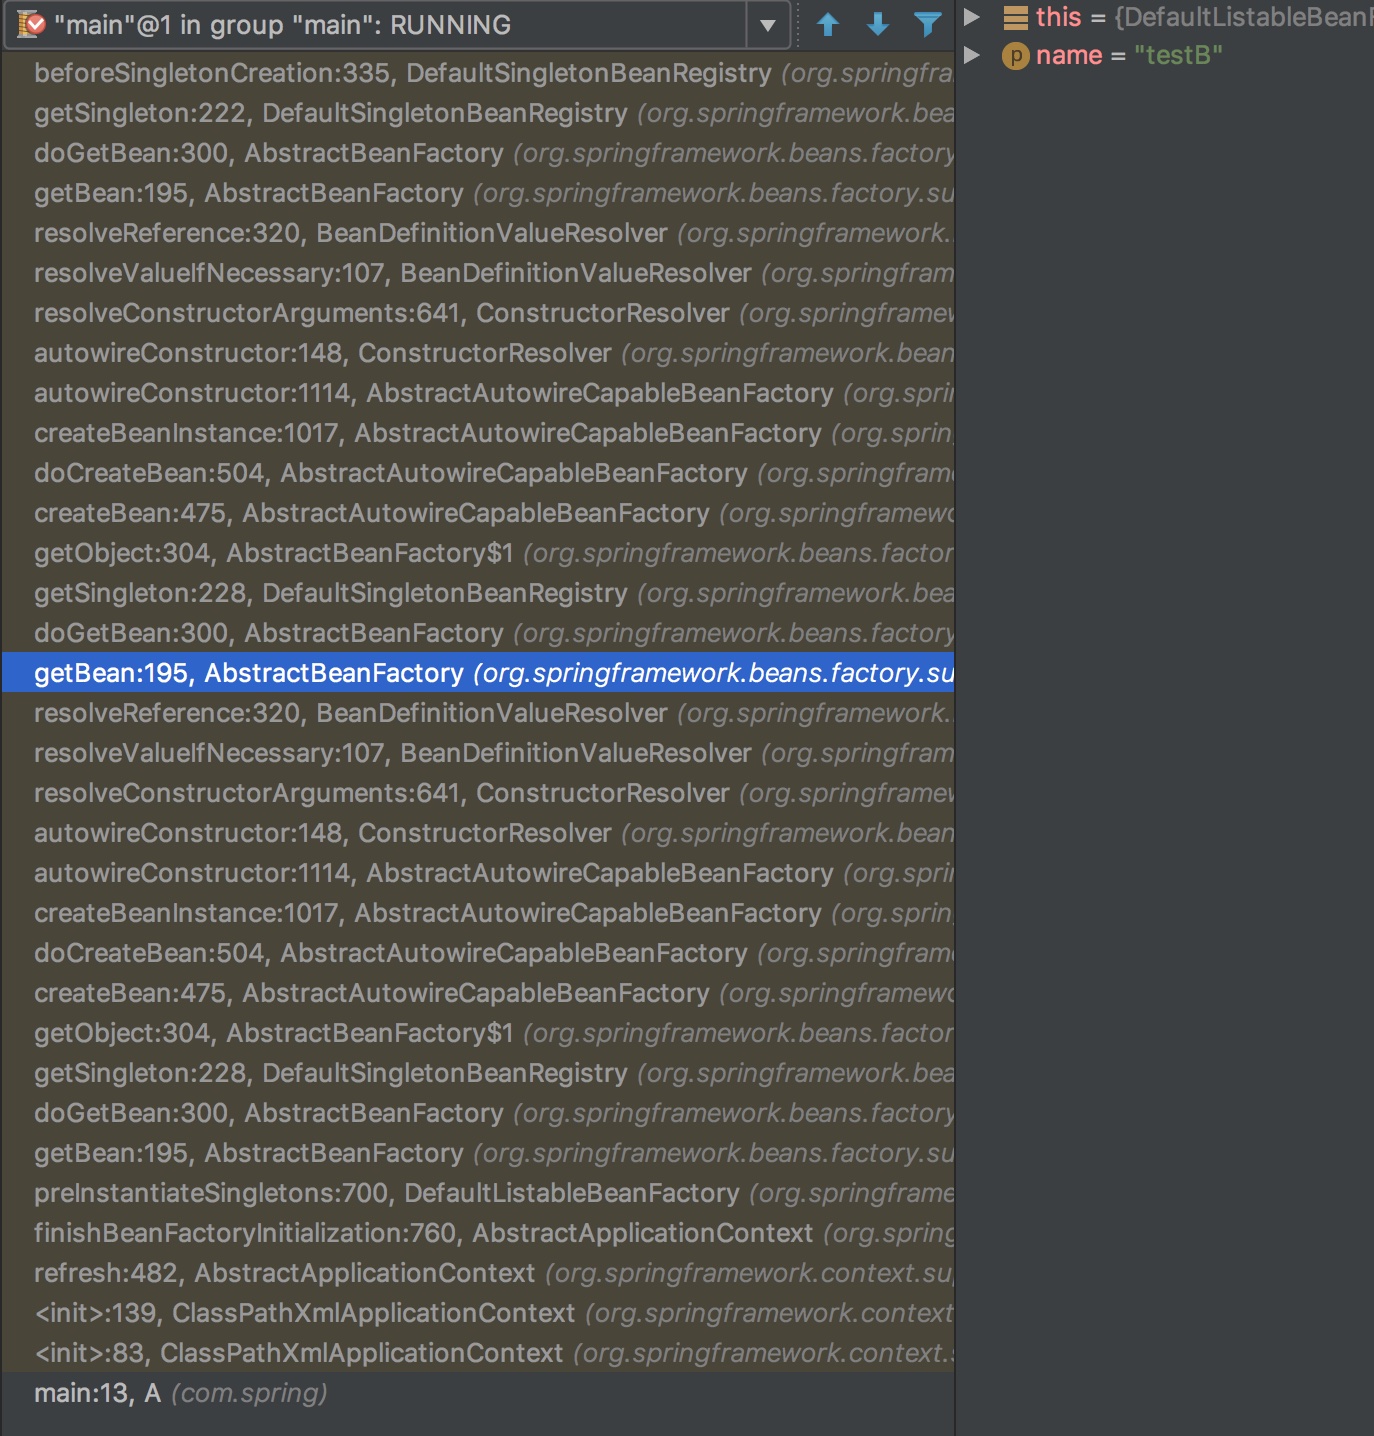 "main"@1 in group "main": RUNNING
beforeSingletonCreation:335, DefaultSingletonBeanRegistry (org.springfra
getSingleton:222, DefaultSingletonBeanRegistry (org.springframework.bea
doGetBean:300, AbstractBeanFactory (org.springframework.beans.factory
getBean:195, AbstractBeanFactory (org.springframework.beans.factory.su
resolveReference:320, BeanDefinitionValueResolver (org.springframework.
resolveValueIfNecessary:107, BeanDefinitionValueResolver (org.springfram
resolveConstructorArguments:641, ConstructorResolver (org.springframew
autowireConstructor:148, ConstructorResolver (org.springframework.bean
autowireConstructor:1114, AbstractAutowireCapableBeanFactory (org.sprin
createBeanInstance:1017, AbstractAutowireCapableBeanFactory (org.sprin
doCreateBean:504, AbstractAutowireCapableBeanFactory (org.springfram
createBean:475, AbstractAutowireCapableBeanFactory (org.springframewo
getObject:304, AbstractBeanFactory$1 (org.springframework.beans.factor
getSingleton:228, DefaultSingletonBeanRegistry (org.springframework.bea
doGetBean:300, AbstractBeanFactory (org.springframework.beans.factory
getBean:195, AbstractBeanFactory (org.springframework.beans.factory.su
resolveReference:320, BeanDefinitionValueResolver (org.springframework.
resolveValueIfNecessary:107, BeanDefinitionValueResolver (org.springfram
resolveConstructorArguments:641, ConstructorResolver (org.springframew
autowireConstructor:148, ConstructorResolver (org.springframework.bean
autowireConstructor:1114, AbstractAutowireCapableBeanFactory (org.sprin
createBeanInstance:1017, AbstractAutowireCapableBeanFactory (org.sprin
doCreateBean:504, AbstractAutowireCapableBeanFactory (org.springfram
createBean:475, AbstractAutowireCapableBeanFactory (org.springframewo
getObject:304, AbstractBeanFactory$1 (org.springframework.beans.factor
getSingleton:228, DefaultSingletonBeanRegistry (org.springframework.bea
doGetBean:300, AbstractBeanFactory (org.springframework.beans.factory
getBean:195, AbstractBeanFactory (org.springframework.beans.factory.su
preInstantiateSingletons:700, DefaultListableBeanFactory (org.springframe
finishBeanFactoryInitialization:760, AbstractApplicationContext (org.spring
refresh:482, AbstractApplicationContext (org.springframework.context.su
<init>:139, ClassPathXmlApplicationContext (org.springframework.context
<init>:83, ClassPathXmlApplicationContext (org.springframework.context.
main:13, A (com.spring)
this = {DefaultListableBeanF
p name = "testB"